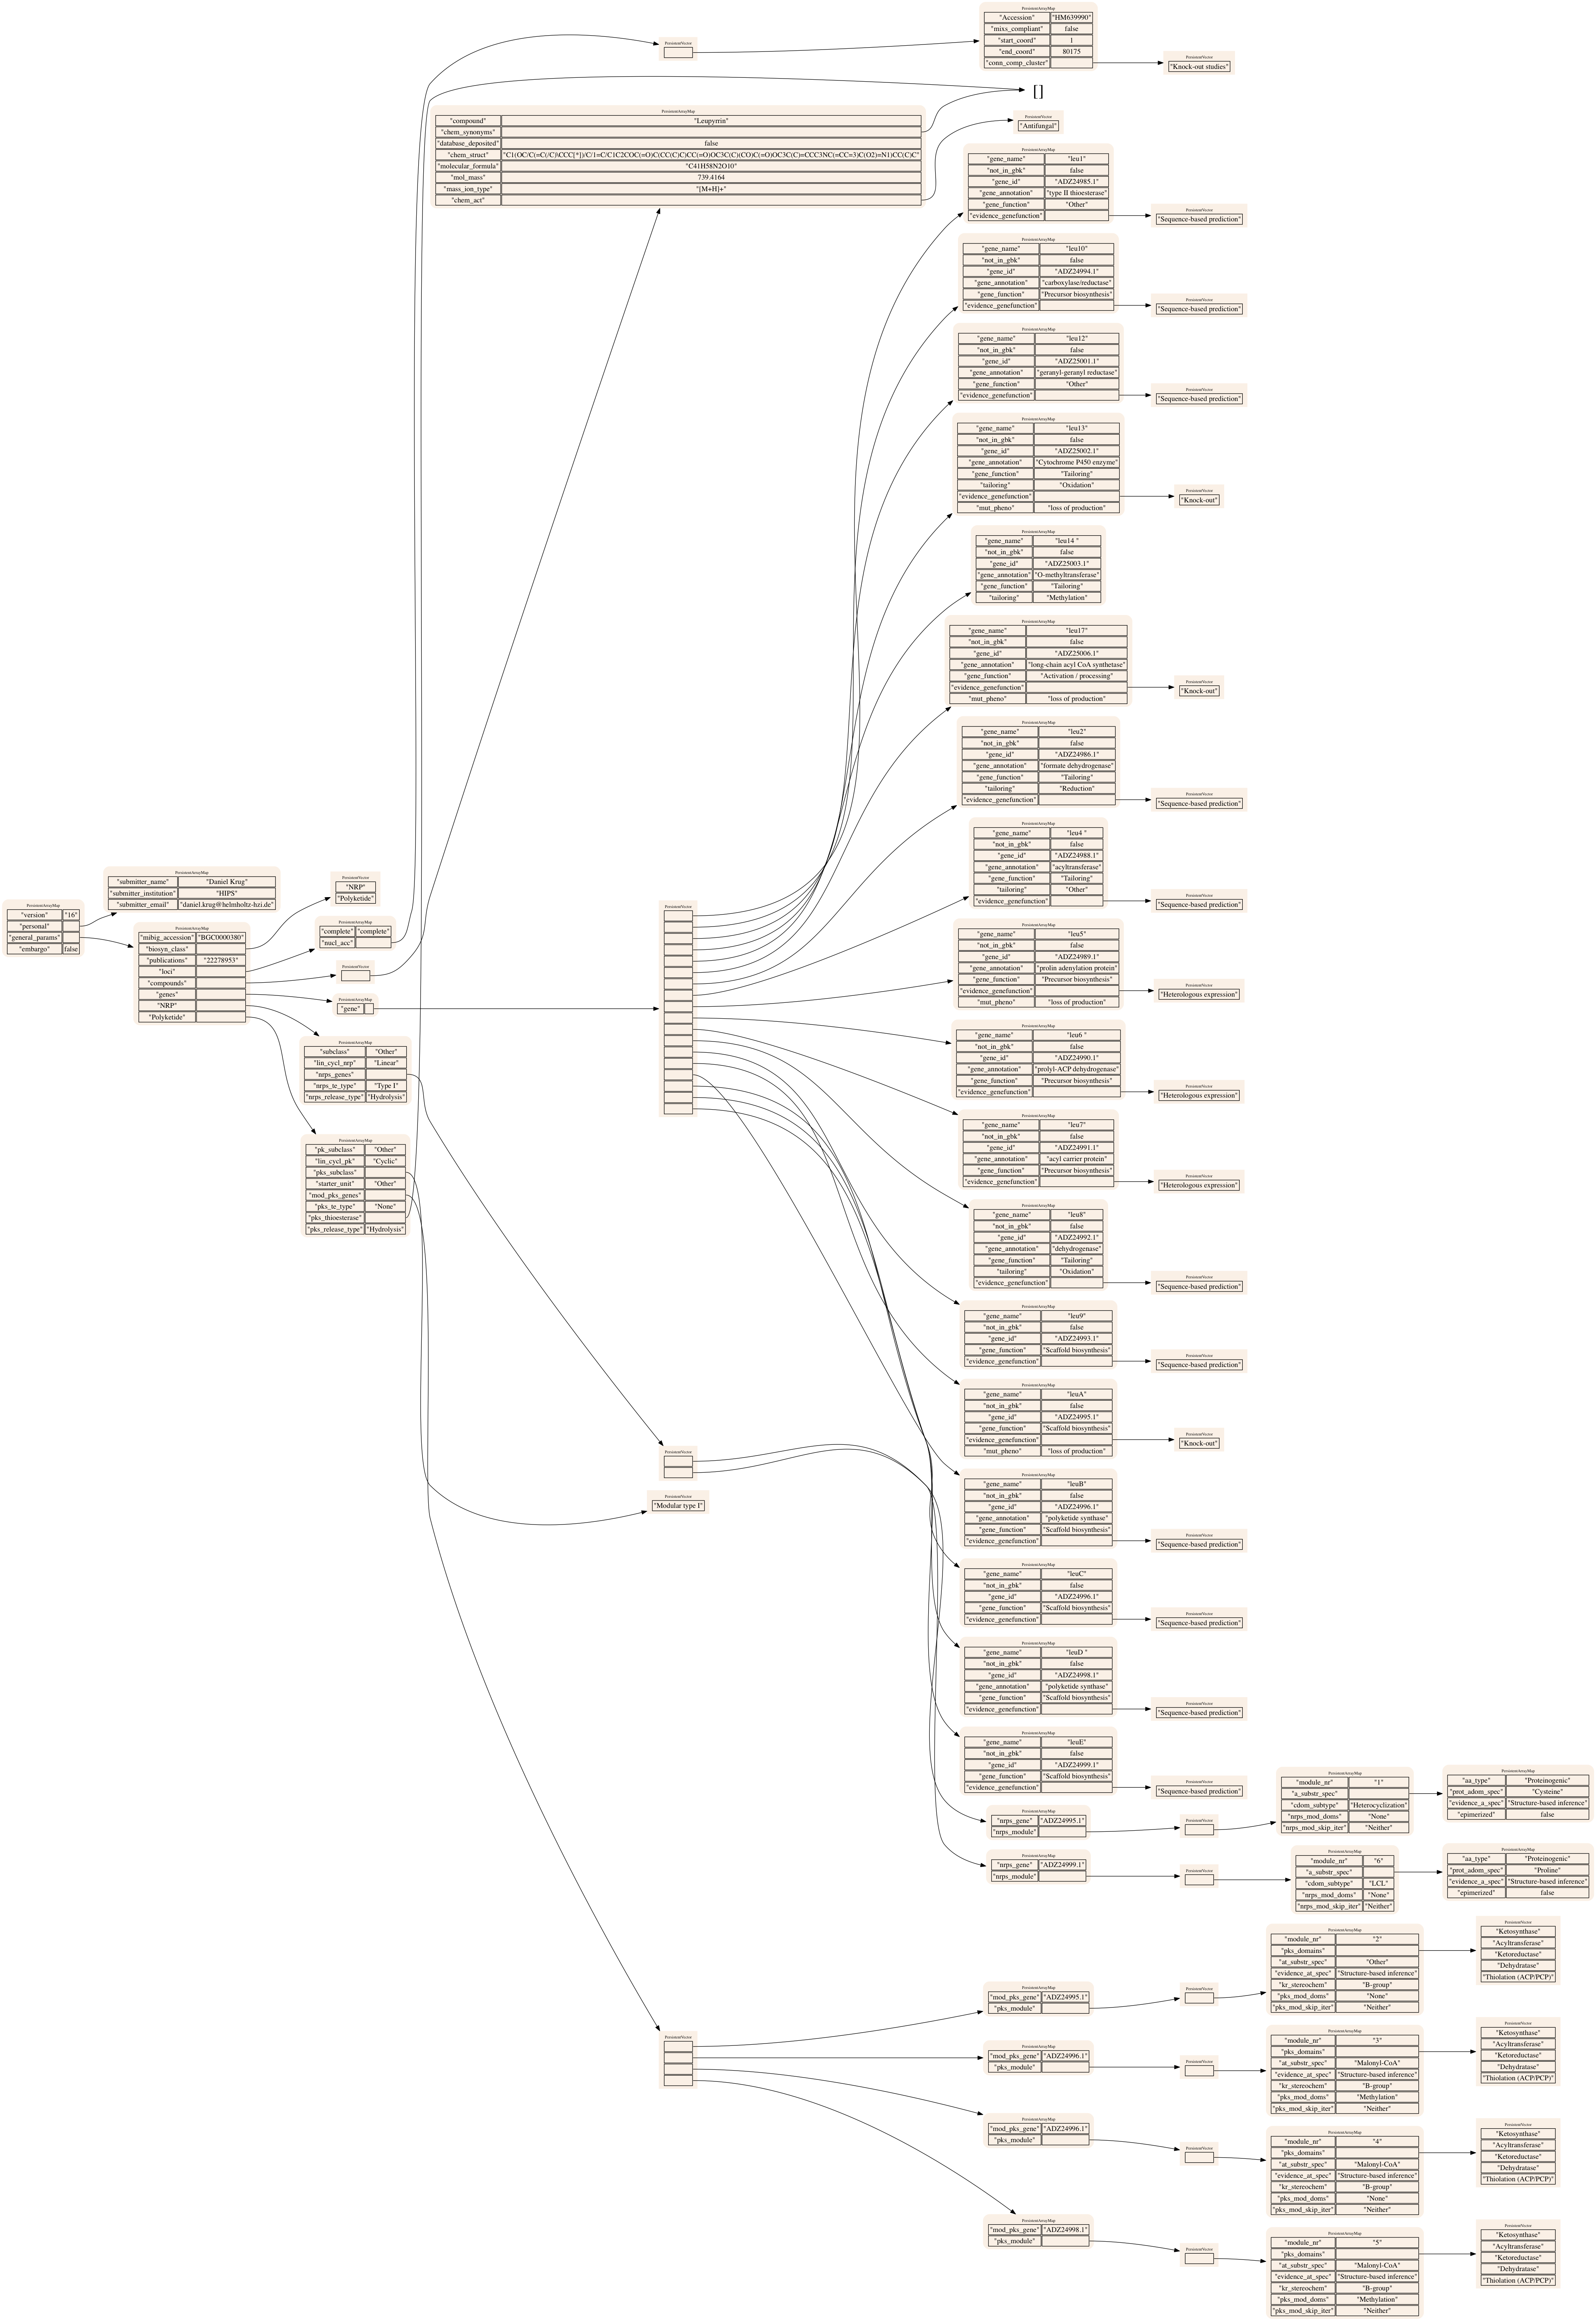 PersistentArrayMap
"version" "16"
"personal"
"general_params"
"embargo" false
PersistentArrayMap
"submitter_name" "Daniel Krug"
"submitter_institution" "HIPS"
"submitter_email" "daniel.krug@helmholtz-hzi.de"
PersistentArrayMap
"mibig_accession" "BGC0000380"
"biosyn_class"
"publications" "22278953"
"loci"
"compounds"
"genes"
"NRP"
"Polyketide"
PersistentVector
"NRP"
"Polyketide"
PersistentArrayMap
"complete" "complete"
"nucl_acc"
PersistentVector
PersistentArrayMap
"gene"
PersistentArrayMap
"subclass" "Other"
"lin_cycl_nrp" "Linear"
"nrps_genes"
"nrps_te_type" "Type I"
"nrps_release_type" "Hydrolysis"
PersistentArrayMap
"pk_subclass" "Other"
"lin_cycl_pk" "Cyclic"
"pks_subclass"
"starter_unit" "Other"
"mod_pks_genes"
"pks_te_type" "None"
"pks_thioesterase"
"pks_release_type" "Hydrolysis"
PersistentVector
PersistentArrayMap
"Accession" "HM639990"
"mixs_compliant" false
"start_coord" 1
"end_coord" 80175
"conn_comp_cluster"
PersistentVector
"Knock-out studies"
[]
PersistentArrayMap
"compound" "Leupyrrin"
"chem_synonyms"
"database_deposited" false
"chem_struct" "C1(OC/C(=C(/C)\CCC[*])/C/1=C/C1C2COC(=O)C(CC(C)C)CC(=O)OC3C(C)(CO)C(=O)OC3C(C)=CCC3NC(=CC=3)C(O2)=N1)CC(C)C"
"molecular_formula" "C41H58N2O10"
"mol_mass" 739.4164
"mass_ion_type" "[M+H]+"
"chem_act"
PersistentVector
"Antifungal"
PersistentVector
PersistentArrayMap
"gene_name" "leu1"
"not_in_gbk" false
"gene_id" "ADZ24985.1"
"gene_annotation" "type II thioesterase"
"gene_function" "Other"
"evidence_genefunction"
PersistentVector
"Sequence-based prediction"
PersistentArrayMap
"gene_name" "leu10"
"not_in_gbk" false
"gene_id" "ADZ24994.1"
"gene_annotation" "carboxylase/reductase"
"gene_function" "Precursor biosynthesis"
"evidence_genefunction"
PersistentVector
"Sequence-based prediction"
PersistentArrayMap
"gene_name" "leu12"
"not_in_gbk" false
"gene_id" "ADZ25001.1"
"gene_annotation" "geranyl-geranyl reductase"
"gene_function" "Other"
"evidence_genefunction"
PersistentVector
"Sequence-based prediction"
PersistentArrayMap
"gene_name" "leu13"
"not_in_gbk" false
"gene_id" "ADZ25002.1"
"gene_annotation" "Cytochrome P450 enzyme"
"gene_function" "Tailoring"
"tailoring" "Oxidation"
"evidence_genefunction"
"mut_pheno" "loss of production"
PersistentVector
"Knock-out"
PersistentArrayMap
"gene_name" "leu14 "
"not_in_gbk" false
"gene_id" "ADZ25003.1"
"gene_annotation" "O-methyltransferase"
"gene_function" "Tailoring"
"tailoring" "Methylation"
PersistentArrayMap
"gene_name" "leu17"
"not_in_gbk" false
"gene_id" "ADZ25006.1"
"gene_annotation" "long-chain acyl CoA synthetase"
"gene_function" "Activation / processing"
"evidence_genefunction"
"mut_pheno" "loss of production"
PersistentVector
"Knock-out"
PersistentArrayMap
"gene_name" "leu2"
"not_in_gbk" false
"gene_id" "ADZ24986.1"
"gene_annotation" "formate dehydrogenase"
"gene_function" "Tailoring"
"tailoring" "Reduction"
"evidence_genefunction"
PersistentVector
"Sequence-based prediction"
PersistentArrayMap
"gene_name" "leu4 "
"not_in_gbk" false
"gene_id" "ADZ24988.1"
"gene_annotation" "acyltransferase"
"gene_function" "Tailoring"
"tailoring" "Other"
"evidence_genefunction"
PersistentVector
"Sequence-based prediction"
PersistentArrayMap
"gene_name" "leu5"
"not_in_gbk" false
"gene_id" "ADZ24989.1"
"gene_annotation" "prolin adenylation protein"
"gene_function" "Precursor biosynthesis"
"evidence_genefunction"
"mut_pheno" "loss of production"
PersistentVector
"Heterologous expression"
PersistentArrayMap
"gene_name" "leu6 "
"not_in_gbk" false
"gene_id" "ADZ24990.1"
"gene_annotation" "prolyl-ACP dehydrogenase"
"gene_function" "Precursor biosynthesis"
"evidence_genefunction"
PersistentVector
"Heterologous expression"
PersistentArrayMap
"gene_name" "leu7"
"not_in_gbk" false
"gene_id" "ADZ24991.1"
"gene_annotation" "acyl carrier protein"
"gene_function" "Precursor biosynthesis"
"evidence_genefunction"
PersistentVector
"Heterologous expression"
PersistentArrayMap
"gene_name" "leu8"
"not_in_gbk" false
"gene_id" "ADZ24992.1"
"gene_annotation" "dehydrogenase"
"gene_function" "Tailoring"
"tailoring" "Oxidation"
"evidence_genefunction"
PersistentVector
"Sequence-based prediction"
PersistentArrayMap
"gene_name" "leu9"
"not_in_gbk" false
"gene_id" "ADZ24993.1"
"gene_function" "Scaffold biosynthesis"
"evidence_genefunction"
PersistentVector
"Sequence-based prediction"
PersistentArrayMap
"gene_name" "leuA"
"not_in_gbk" false
"gene_id" "ADZ24995.1"
"gene_function" "Scaffold biosynthesis"
"evidence_genefunction"
"mut_pheno" "loss of production"
PersistentVector
"Knock-out"
PersistentArrayMap
"gene_name" "leuB"
"not_in_gbk" false
"gene_id" "ADZ24996.1"
"gene_annotation" "polyketide synthase"
"gene_function" "Scaffold biosynthesis"
"evidence_genefunction"
PersistentVector
"Sequence-based prediction"
PersistentArrayMap
"gene_name" "leuC"
"not_in_gbk" false
"gene_id" "ADZ24996.1"
"gene_function" "Scaffold biosynthesis"
"evidence_genefunction"
PersistentVector
"Sequence-based prediction"
PersistentArrayMap
"gene_name" "leuD "
"not_in_gbk" false
"gene_id" "ADZ24998.1"
"gene_annotation" "polyketide synthase"
"gene_function" "Scaffold biosynthesis"
"evidence_genefunction"
PersistentVector
"Sequence-based prediction"
PersistentArrayMap
"gene_name" "leuE"
"not_in_gbk" false
"gene_id" "ADZ24999.1"
"gene_function" "Scaffold biosynthesis"
"evidence_genefunction"
PersistentVector
"Sequence-based prediction"
PersistentVector
PersistentVector
"Modular type I"
PersistentArrayMap
"nrps_gene" "ADZ24995.1"
"nrps_module"
PersistentVector
PersistentArrayMap
"module_nr" "1"
"a_substr_spec"
"cdom_subtype" "Heterocyclization"
"nrps_mod_doms" "None"
"nrps_mod_skip_iter" "Neither"
PersistentArrayMap
"aa_type" "Proteinogenic"
"prot_adom_spec" "Cysteine"
"evidence_a_spec" "Structure-based inference"
"epimerized" false
PersistentArrayMap
"nrps_gene" "ADZ24999.1"
"nrps_module"
PersistentVector
PersistentArrayMap
"module_nr" "6"
"a_substr_spec"
"cdom_subtype" "LCL"
"nrps_mod_doms" "None"
"nrps_mod_skip_iter" "Neither"
PersistentArrayMap
"aa_type" "Proteinogenic"
"prot_adom_spec" "Proline"
"evidence_a_spec" "Structure-based inference"
"epimerized" false
PersistentVector
PersistentArrayMap
"mod_pks_gene" "ADZ24995.1"
"pks_module"
PersistentVector
PersistentArrayMap
"module_nr" "2"
"pks_domains"
"at_substr_spec" "Other"
"evidence_at_spec" "Structure-based inference"
"kr_stereochem" "B-group"
"pks_mod_doms" "None"
"pks_mod_skip_iter" "Neither"
PersistentVector
"Ketosynthase"
"Acyltransferase"
"Ketoreductase"
"Dehydratase"
"Thiolation (ACP/PCP)"
PersistentArrayMap
"mod_pks_gene" "ADZ24996.1"
"pks_module"
PersistentVector
PersistentArrayMap
"module_nr" "3"
"pks_domains"
"at_substr_spec" "Malonyl-CoA"
"evidence_at_spec" "Structure-based inference"
"kr_stereochem" "B-group"
"pks_mod_doms" "Methylation"
"pks_mod_skip_iter" "Neither"
PersistentVector
"Ketosynthase"
"Acyltransferase"
"Ketoreductase"
"Dehydratase"
"Thiolation (ACP/PCP)"
PersistentArrayMap
"mod_pks_gene" "ADZ24996.1"
"pks_module"
PersistentVector
PersistentArrayMap
"module_nr" "4"
"pks_domains"
"at_substr_spec" "Malonyl-CoA"
"evidence_at_spec" "Structure-based inference"
"kr_stereochem" "B-group"
"pks_mod_doms" "None"
"pks_mod_skip_iter" "Neither"
PersistentVector
"Ketosynthase"
"Acyltransferase"
"Ketoreductase"
"Dehydratase"
"Thiolation (ACP/PCP)"
PersistentArrayMap
"mod_pks_gene" "ADZ24998.1"
"pks_module"
PersistentVector
PersistentArrayMap
"module_nr" "5"
"pks_domains"
"at_substr_spec" "Malonyl-CoA"
"evidence_at_spec" "Structure-based inference"
"kr_stereochem" "B-group"
"pks_mod_doms" "Methylation"
"pks_mod_skip_iter" "Neither"
PersistentVector
"Ketosynthase"
"Acyltransferase"
"Ketoreductase"
"Dehydratase"
"Thiolation (ACP/PCP)"